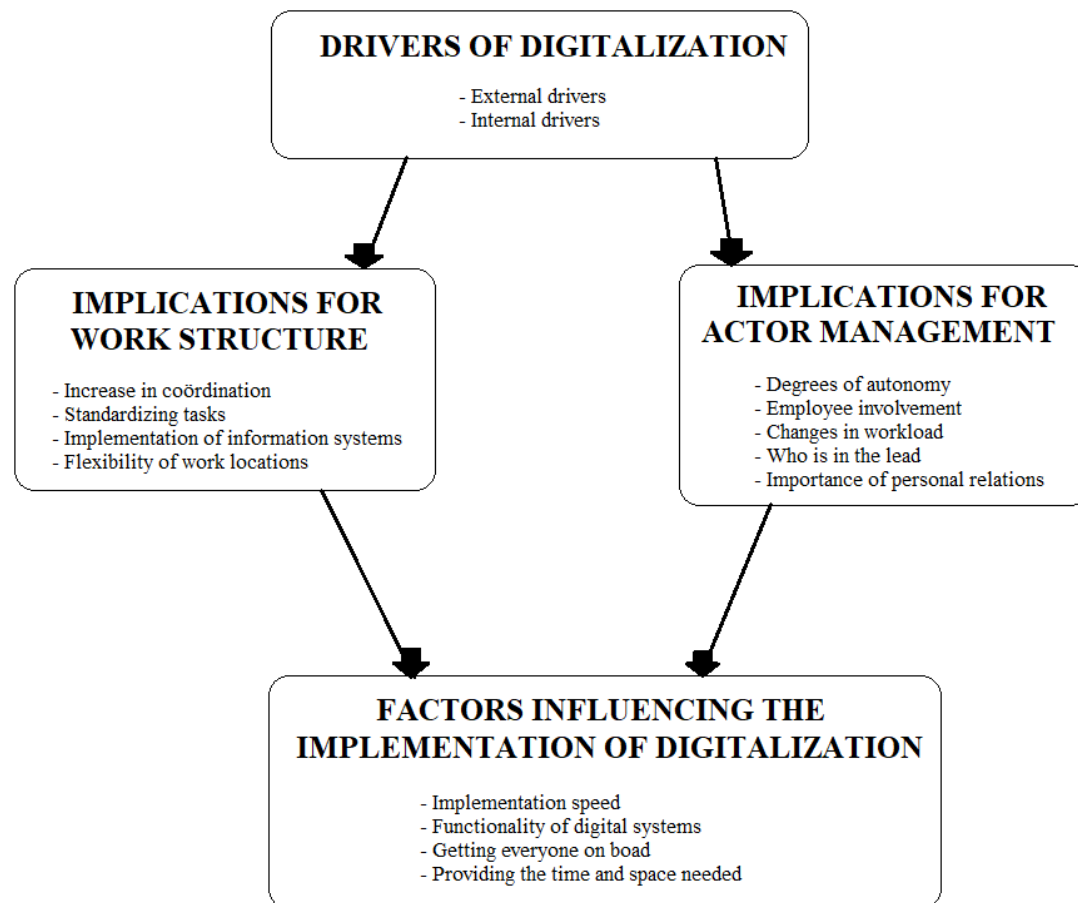 DRIVERS OF DIGITALIZATION
- External drivers
- Internal drivers
IMPLICATIONS FOR
WORK STRUCTURE
- Increase in coördination
- Standardizing tasks
- Implementation of information systems
- Flexibility of work locations
IMPLICATIONS FOR
ACTOR MANAGEMENT
- Degrees of autonomy
- Employee involvement
- Changes in workload
- Who is in the lead
- Importance of personal relations
FACTORS INFLUENCING THE
IMPLEMENTATION OF DIGITALIZATION
- Implementation speed
- Functionality of digital systems
- Getting everyone on boad
- Providing the time and space needed